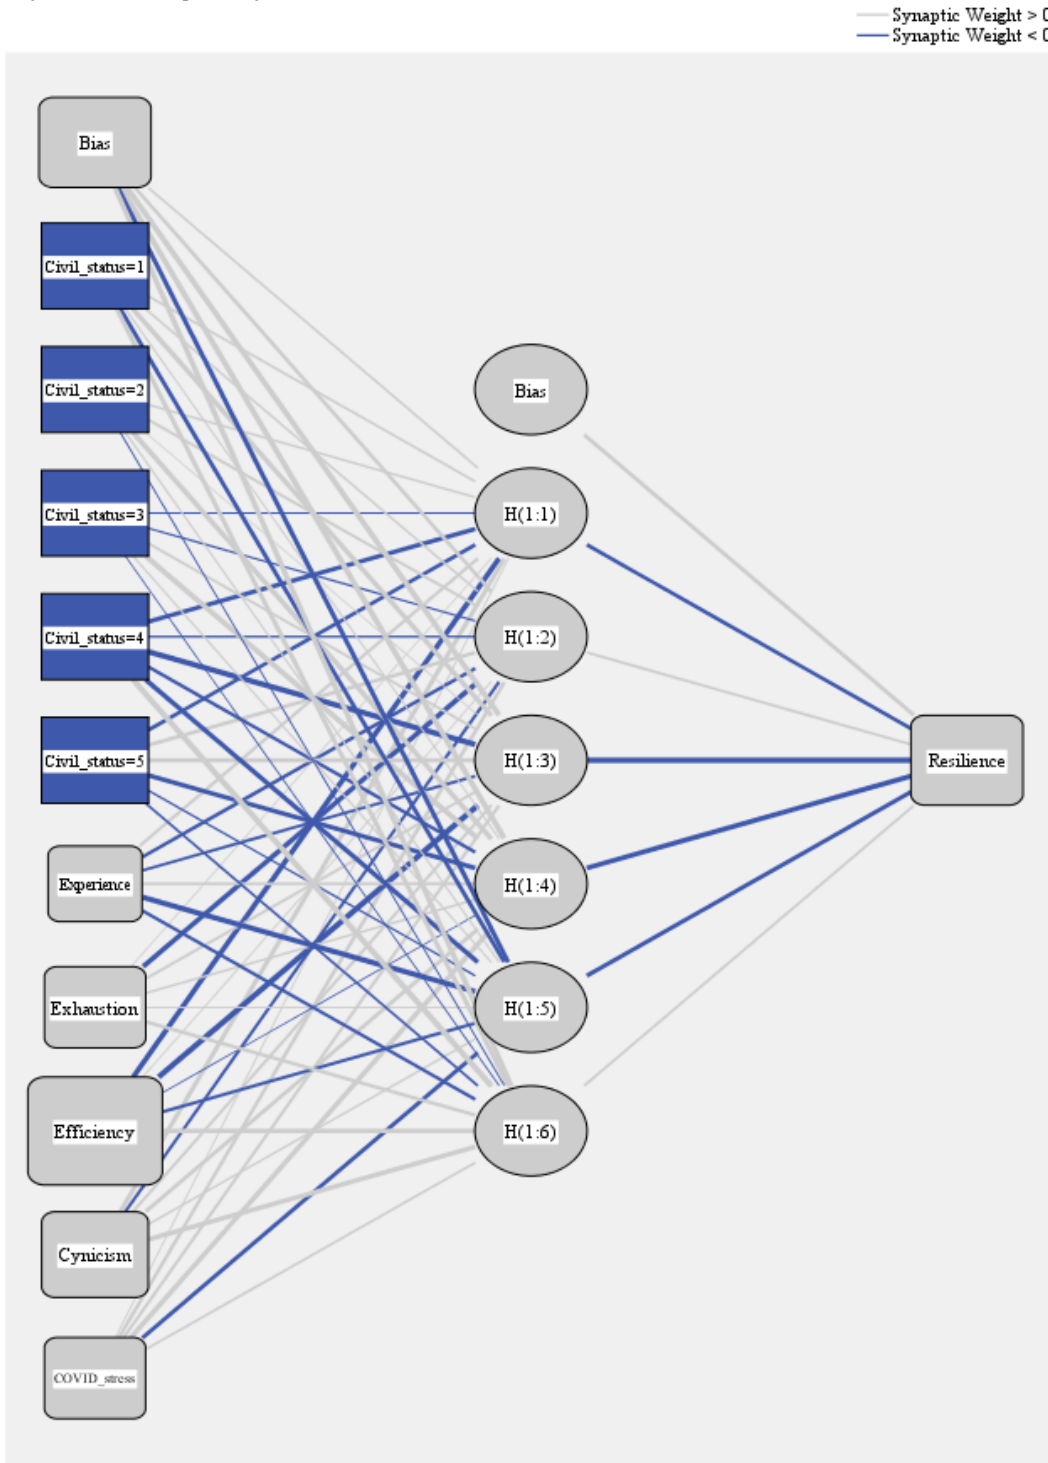 Synaptic Weight > 0
Synaptic Weight < 0
Bias
Civil_status=1
Civil_status=2
Civil_status=3
Civil_status=4
Civil_status=5
Experience
Exhaustion
Efficiency
Cynicism
COVID_stress
Bias
H(1:1)
H(1:2)
H(1:3)
H(1:4)
H(1:5)
H(1:6)
Resilience